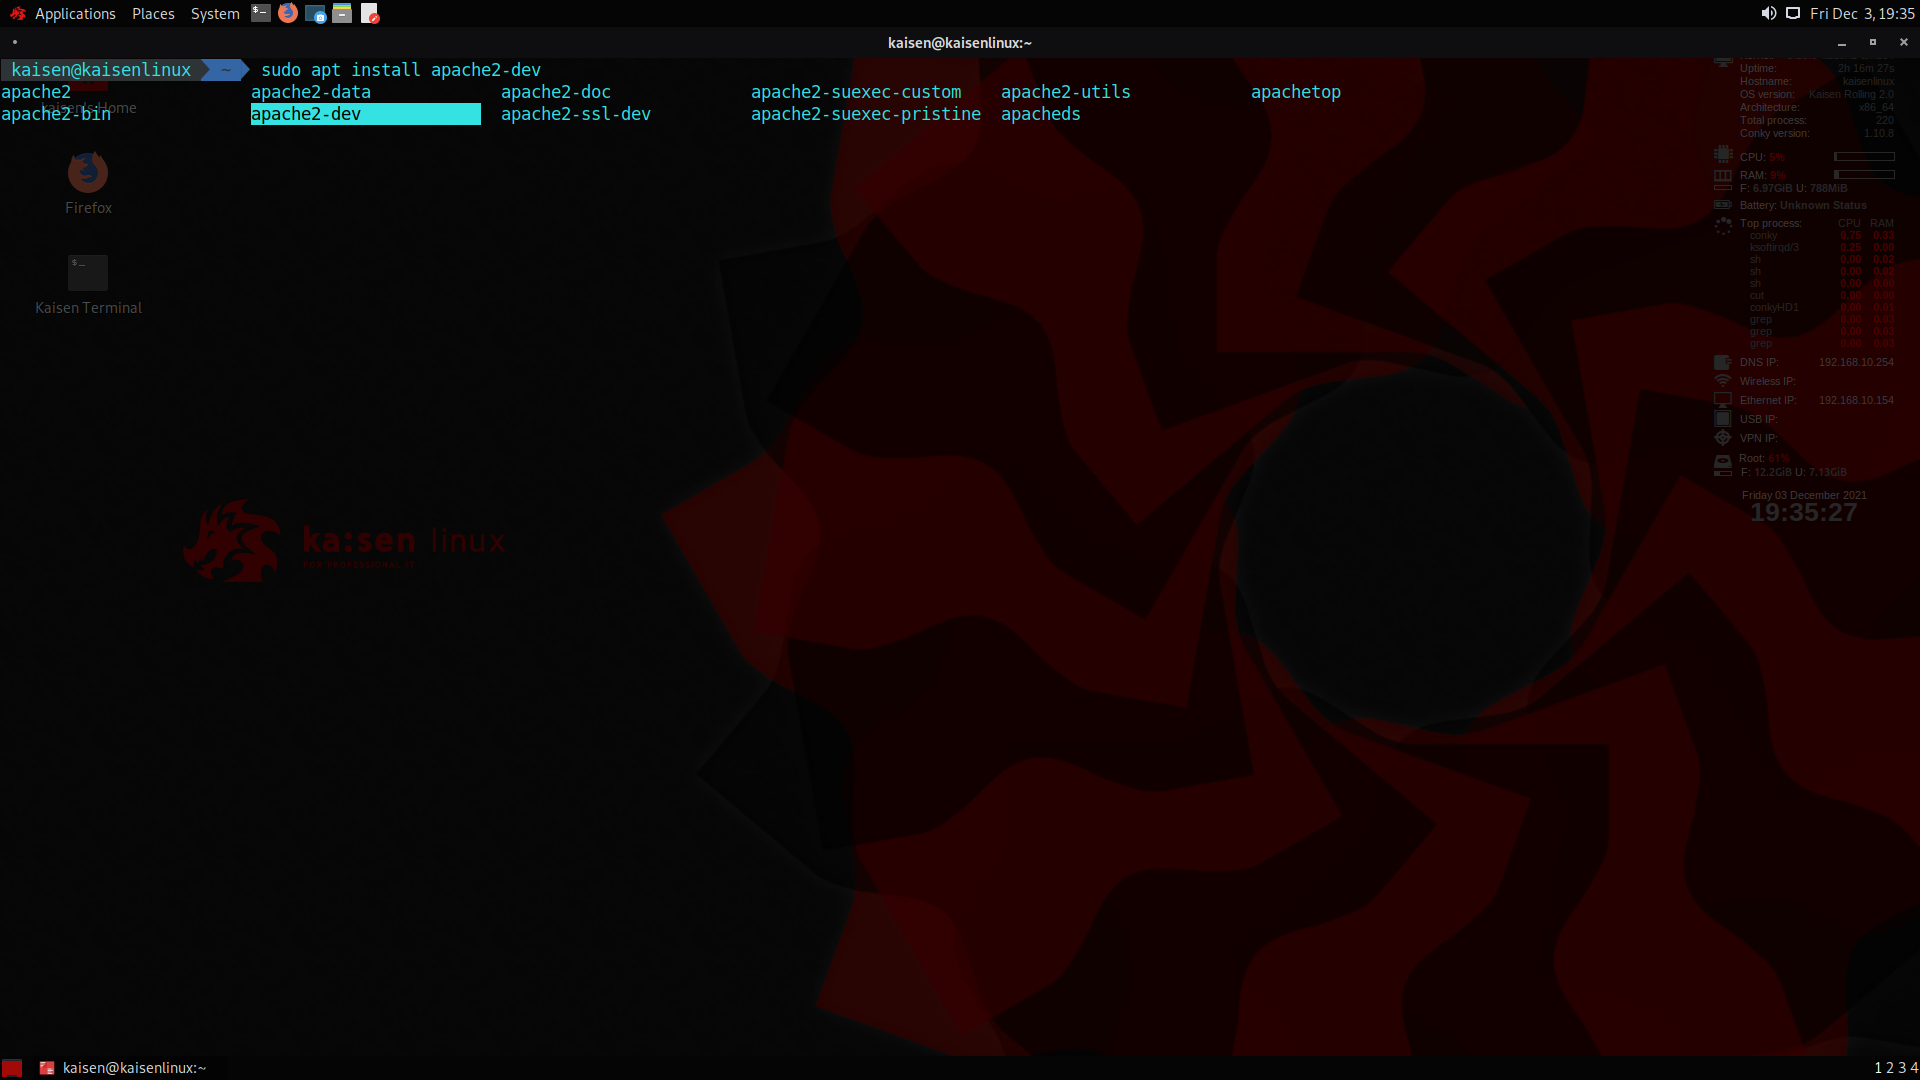 Applications Places System Fri Dec 3, 19:35
kaisen@kaisenlinux:~
kaisen@kaisenlinux ~ sudo apt install apache2-dev
apache2 apache2-data apache2-doc apache2-suexec-custom apache2-utils apachetop
apache2-bin apache2-dev apache2-ssl-dev apache2-suexec-pristine apacheds
kaisen's Home
Firefox
Kaisen Terminal
ka:sen linux
FOR PROFESSIONAL IT
Uptime: 2h 16m 27s
Hostname: kaisenlinux
OS version: Kaisen Rolling 2.0
Architecture: x86_64
Total process: 220
Conky version: 1.10.8
CPU: 5%
RAM: 9%
F: 6.97GiB U: 788MiB
Battery: Unknown Status
Top process: CPU RAM
conky 0.75 0.33
ksoftirqd/3 0.25 0.00
sh 0.00 0.02
sh 0.00 0.02
sh 0.00 0.00
cut 0.00 0.00
conkyHD1 0.00 0.01
grep 0.00 0.03
grep 0.00 0.03
grep 0.00 0.03
DNS IP: 192.168.10.254
Wireless IP:
Ethernet IP: 192.168.10.154
USB IP:
VPN IP:
Root: 61%
F: 12.2GiB U: 7.13GiB
Friday 03 December 2021
19:35:27
kaisen@kaisenlinux:~ 1 2 3 4